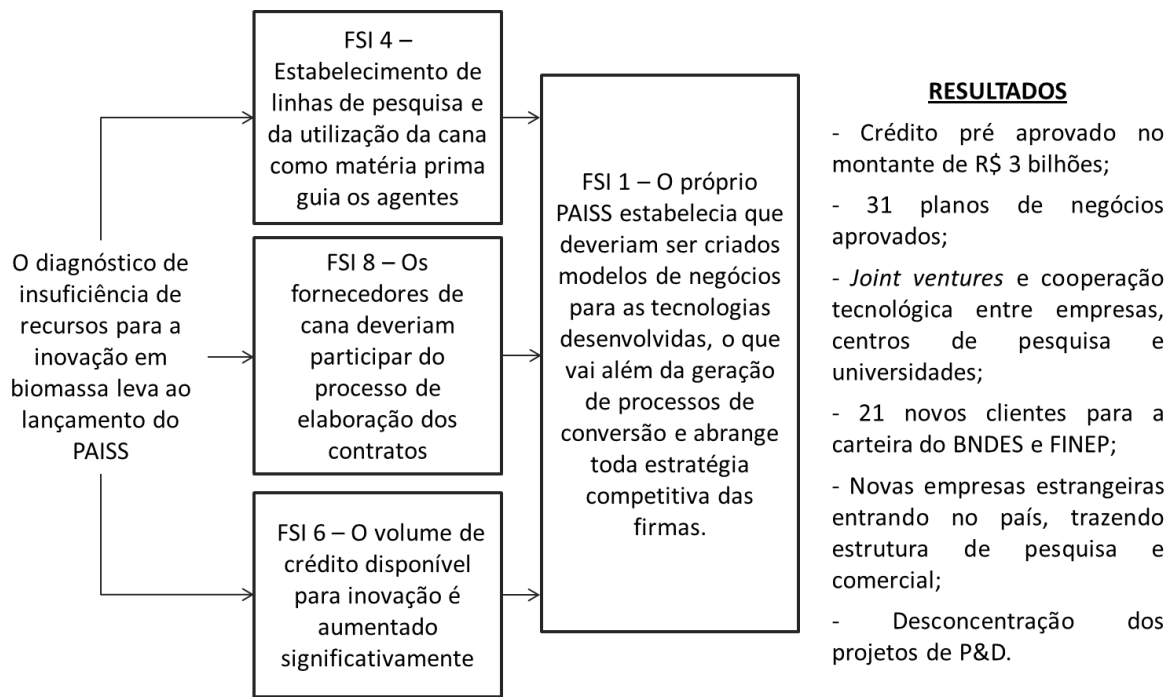 O diagnóstico de
insuficiência de
recursos para a
inovação em
biomassa leva ao
lançamento do
PAISS
FSI 4 –
Estabelecimento de
linhas de pesquisa e
da utilização da cana
como matéria prima
guia os agentes
FSI 8 – Os
fornecedores de
cana deveriam
participar do
processo de
elaboração dos
contratos
FSI 6 – O volume de
crédito disponível
para inovação é
aumentado
significativamente
FSI 1 – O próprio
PAISS estabelecia que
deveriam ser criados
modelos de negócios
para as tecnologias
desenvolvidas, o que
vai além da geração
de processos de
conversão e abrange
toda estratégia
competitiva das
firmas.
RESULTADOS
- Crédito pré aprovado no
montante de R$ 3 bilhões;
- 31 planos de negócios
aprovados;
- Joint ventures e cooperação
tecnológica entre empresas,
centros de pesquisa e
universidades;
- 21 novos clientes para a
carteira do BNDES e FINEP;
- Novas empresas estrangeiras
entrando no país, trazendo
estrutura de pesquisa e
comercial;
- Desconcentração dos
projetos de P&D.